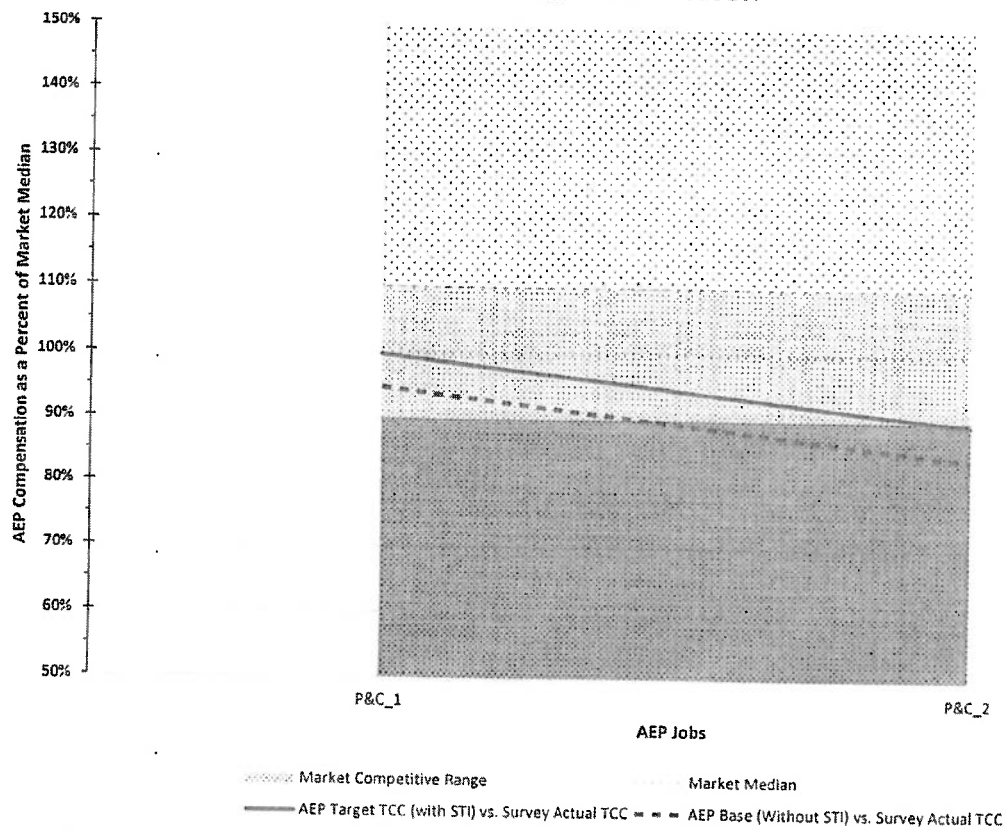 150%
140%
130%
120%
110%
100%
90%
80%
70%
60%
50%
AEP Compensation as a Percent of Market Median
P&C_1
P&C_2
AEP Jobs
Market Competitive Range
Market Median
AEP Target TCC (with STI) vs. Survey Actual TCC
AEP Base (Without STI) vs. Survey Actual TCC